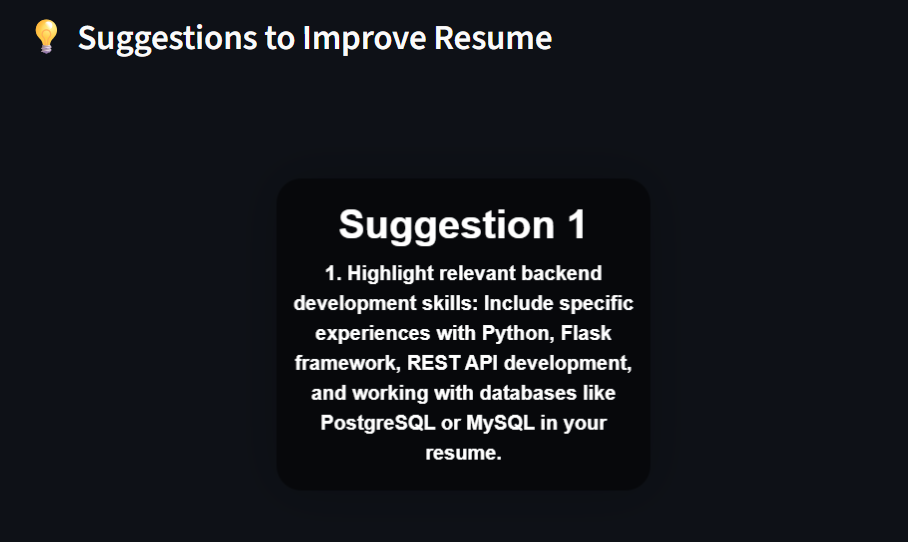 💡 Suggestions to Improve Resume
Suggestion 1
1. Highlight relevant backend
development skills: Include specific
experiences with Python, Flask
framework, REST API development,
and working with databases like
PostgreSQL or MySQL in your
resume.